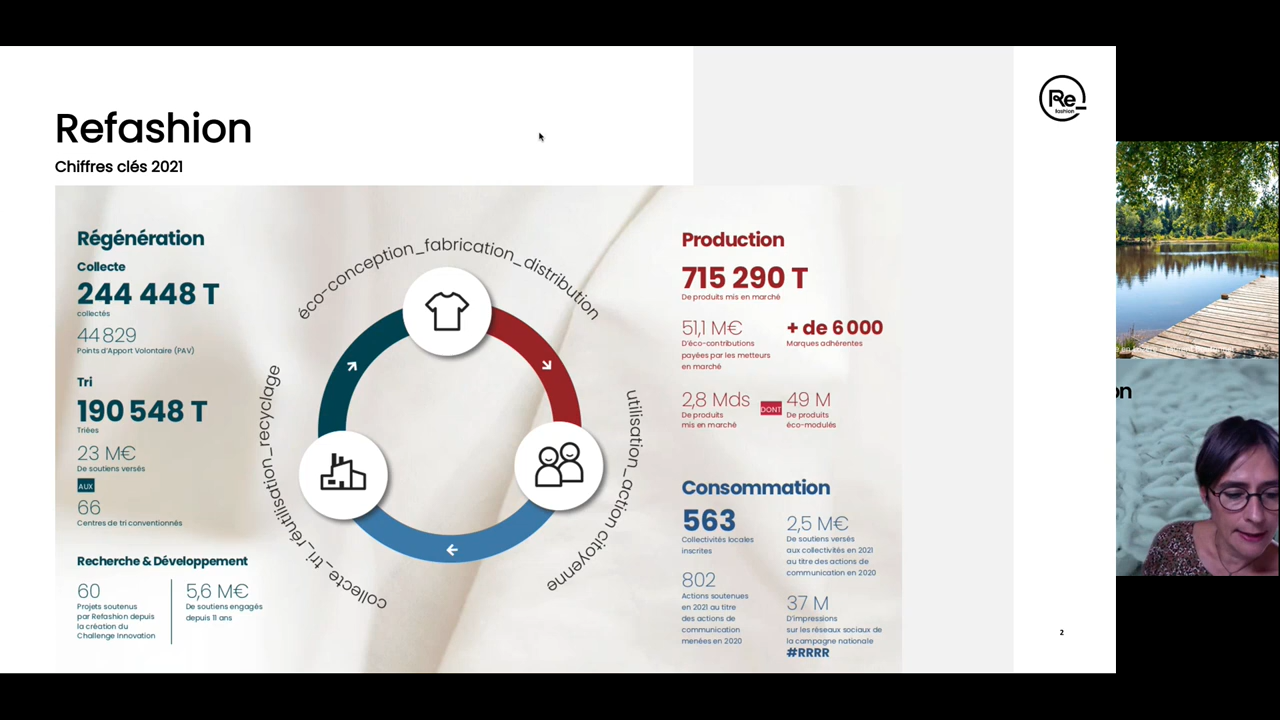 Refashion
Chiffres clés 2021
Re_
fashion
Régénération
Collecte
244 448 T
collectés
44 829
Points d'Apport Volontaire (PAV)
Tri
190 548 T
Triées
23 M€
De soutiens versés
AUX
66
Centres de tri conventionnés
Recherche & Développement
60
Projets soutenus
par Refashion depuis
la création du
Challenge Innovation
5,6 M€
De soutiens engagés
depuis 11 ans
éco-conception_fabrication_distribution
utilisation_action citoyenne
collecte_tri_réutilisation_recyclage
Production
715 290 T
De produits mis en marché
51,1 M€
D'éco-contributions
payées par les metteurs
en marché
+ de 6 000
Marques adhérentes
2,8 Mds
De produits
mis en marché
DONT
49 M
De produits
éco-modulés
Consommation
563
Collectivités locales
inscrites
2,5 M€
De soutiens versés
aux collectivités en 2021
au titre des actions de
communication en 2020
802
Actions soutenues
en 2021 au titre
des actions de
communication
menées en 2020
37 M
D'impressions
sur les réseaux sociaux de
la campagne nationale
#RRRR
2
on